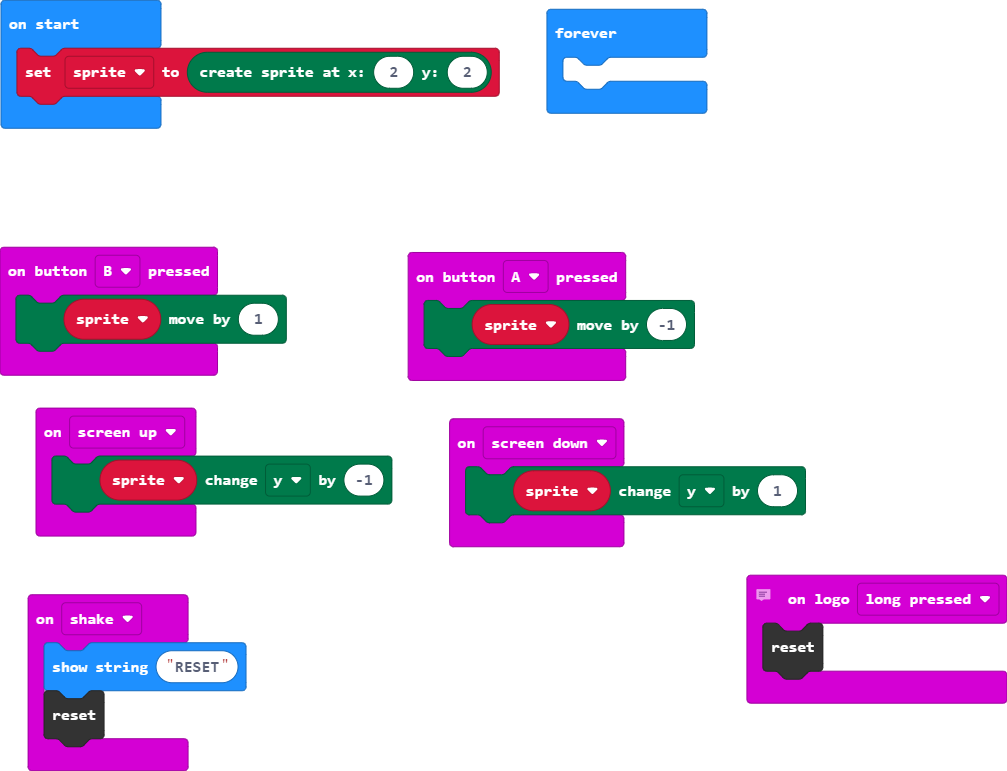 on start
set sprite to create sprite at x: 2 y: 2
forever
on button B pressed
sprite move by 1
on button A pressed
sprite move by -1
on screen up
sprite change y by -1
on screen down
sprite change y by 1
on shake
show string "RESET"
reset
on logo long pressed
reset